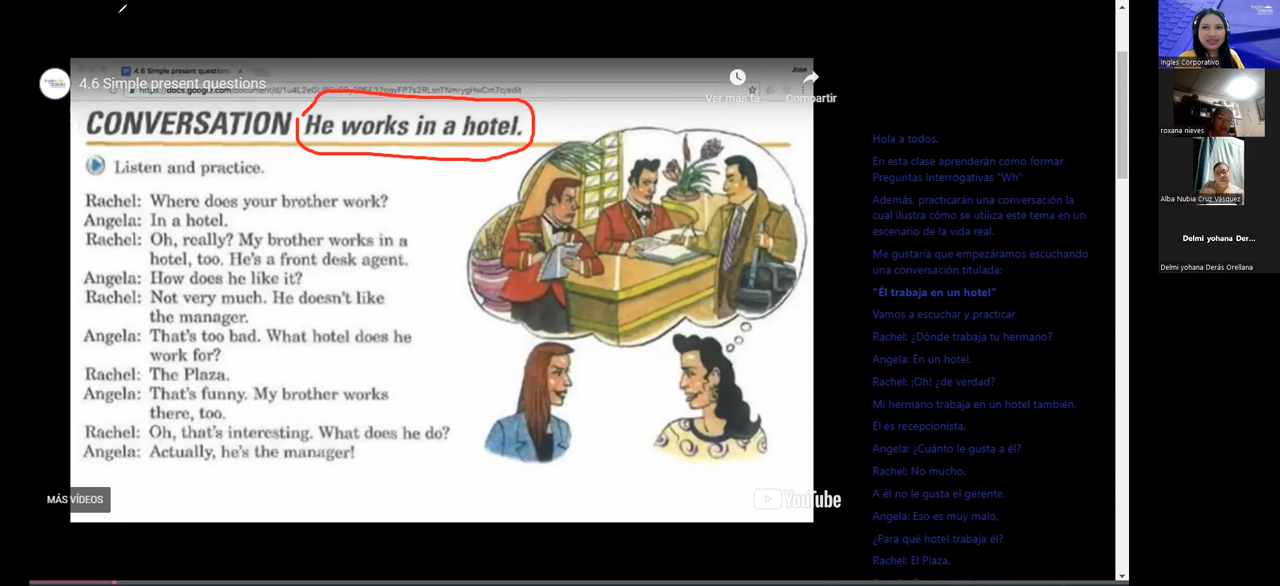 4.6 Simple present questions
4.6 Simple present questions
Jose
Ver más ta...
Compartir
CONVERSATION He works in a hotel.
Listen and practice.
Rachel: Where does your brother work?
Angela: In a hotel.
Rachel: Oh, really? My brother works in a
hotel, too. He's a front desk agent.
Angela: How does he like it?
Rachel: Not very much. He doesn't like
the manager.
Angela: That's too bad. What hotel does he
work for?
Rachel: The Plaza.
Angela: That's funny. My brother works
there, too.
Rachel: Oh, that's interesting. What does he do?
Angela: Actually, he's the manager!
MÁS VÍDEOS
YouTube
Hola a todos,
En esta clase aprenderán como formar
Preguntas Interrogativas "Wh"
Además, practicarán una conversación la
cual ilustra cómo se utiliza este tema en un
escenario de la vida real.
Me gustaría que empezáramos escuchando
una conversación titulada:
"Él trabaja en un hotel"
Vamos a escuchar y practicar
Rachel: ¿Dónde trabaja tu hermano?
Angela: En un hotel.
Rachel: ¡Oh! ¿de verdad?
Mi hermano trabaja en un hotel también.
Él es recepcionista.
Angela: ¿Cuánto le gusta a él?
Rachel: No mucho.
A él no le gusta el gerente.
Angela: Eso es muy malo,
¿Para qué hotel trabaja él?
Rachel: El Plaza.
Ingles Corporativo
roxana nieves
Alba Nubia Cruz Vásquez
Delmi yohana Der...
Delmi yohana Derás Orellana